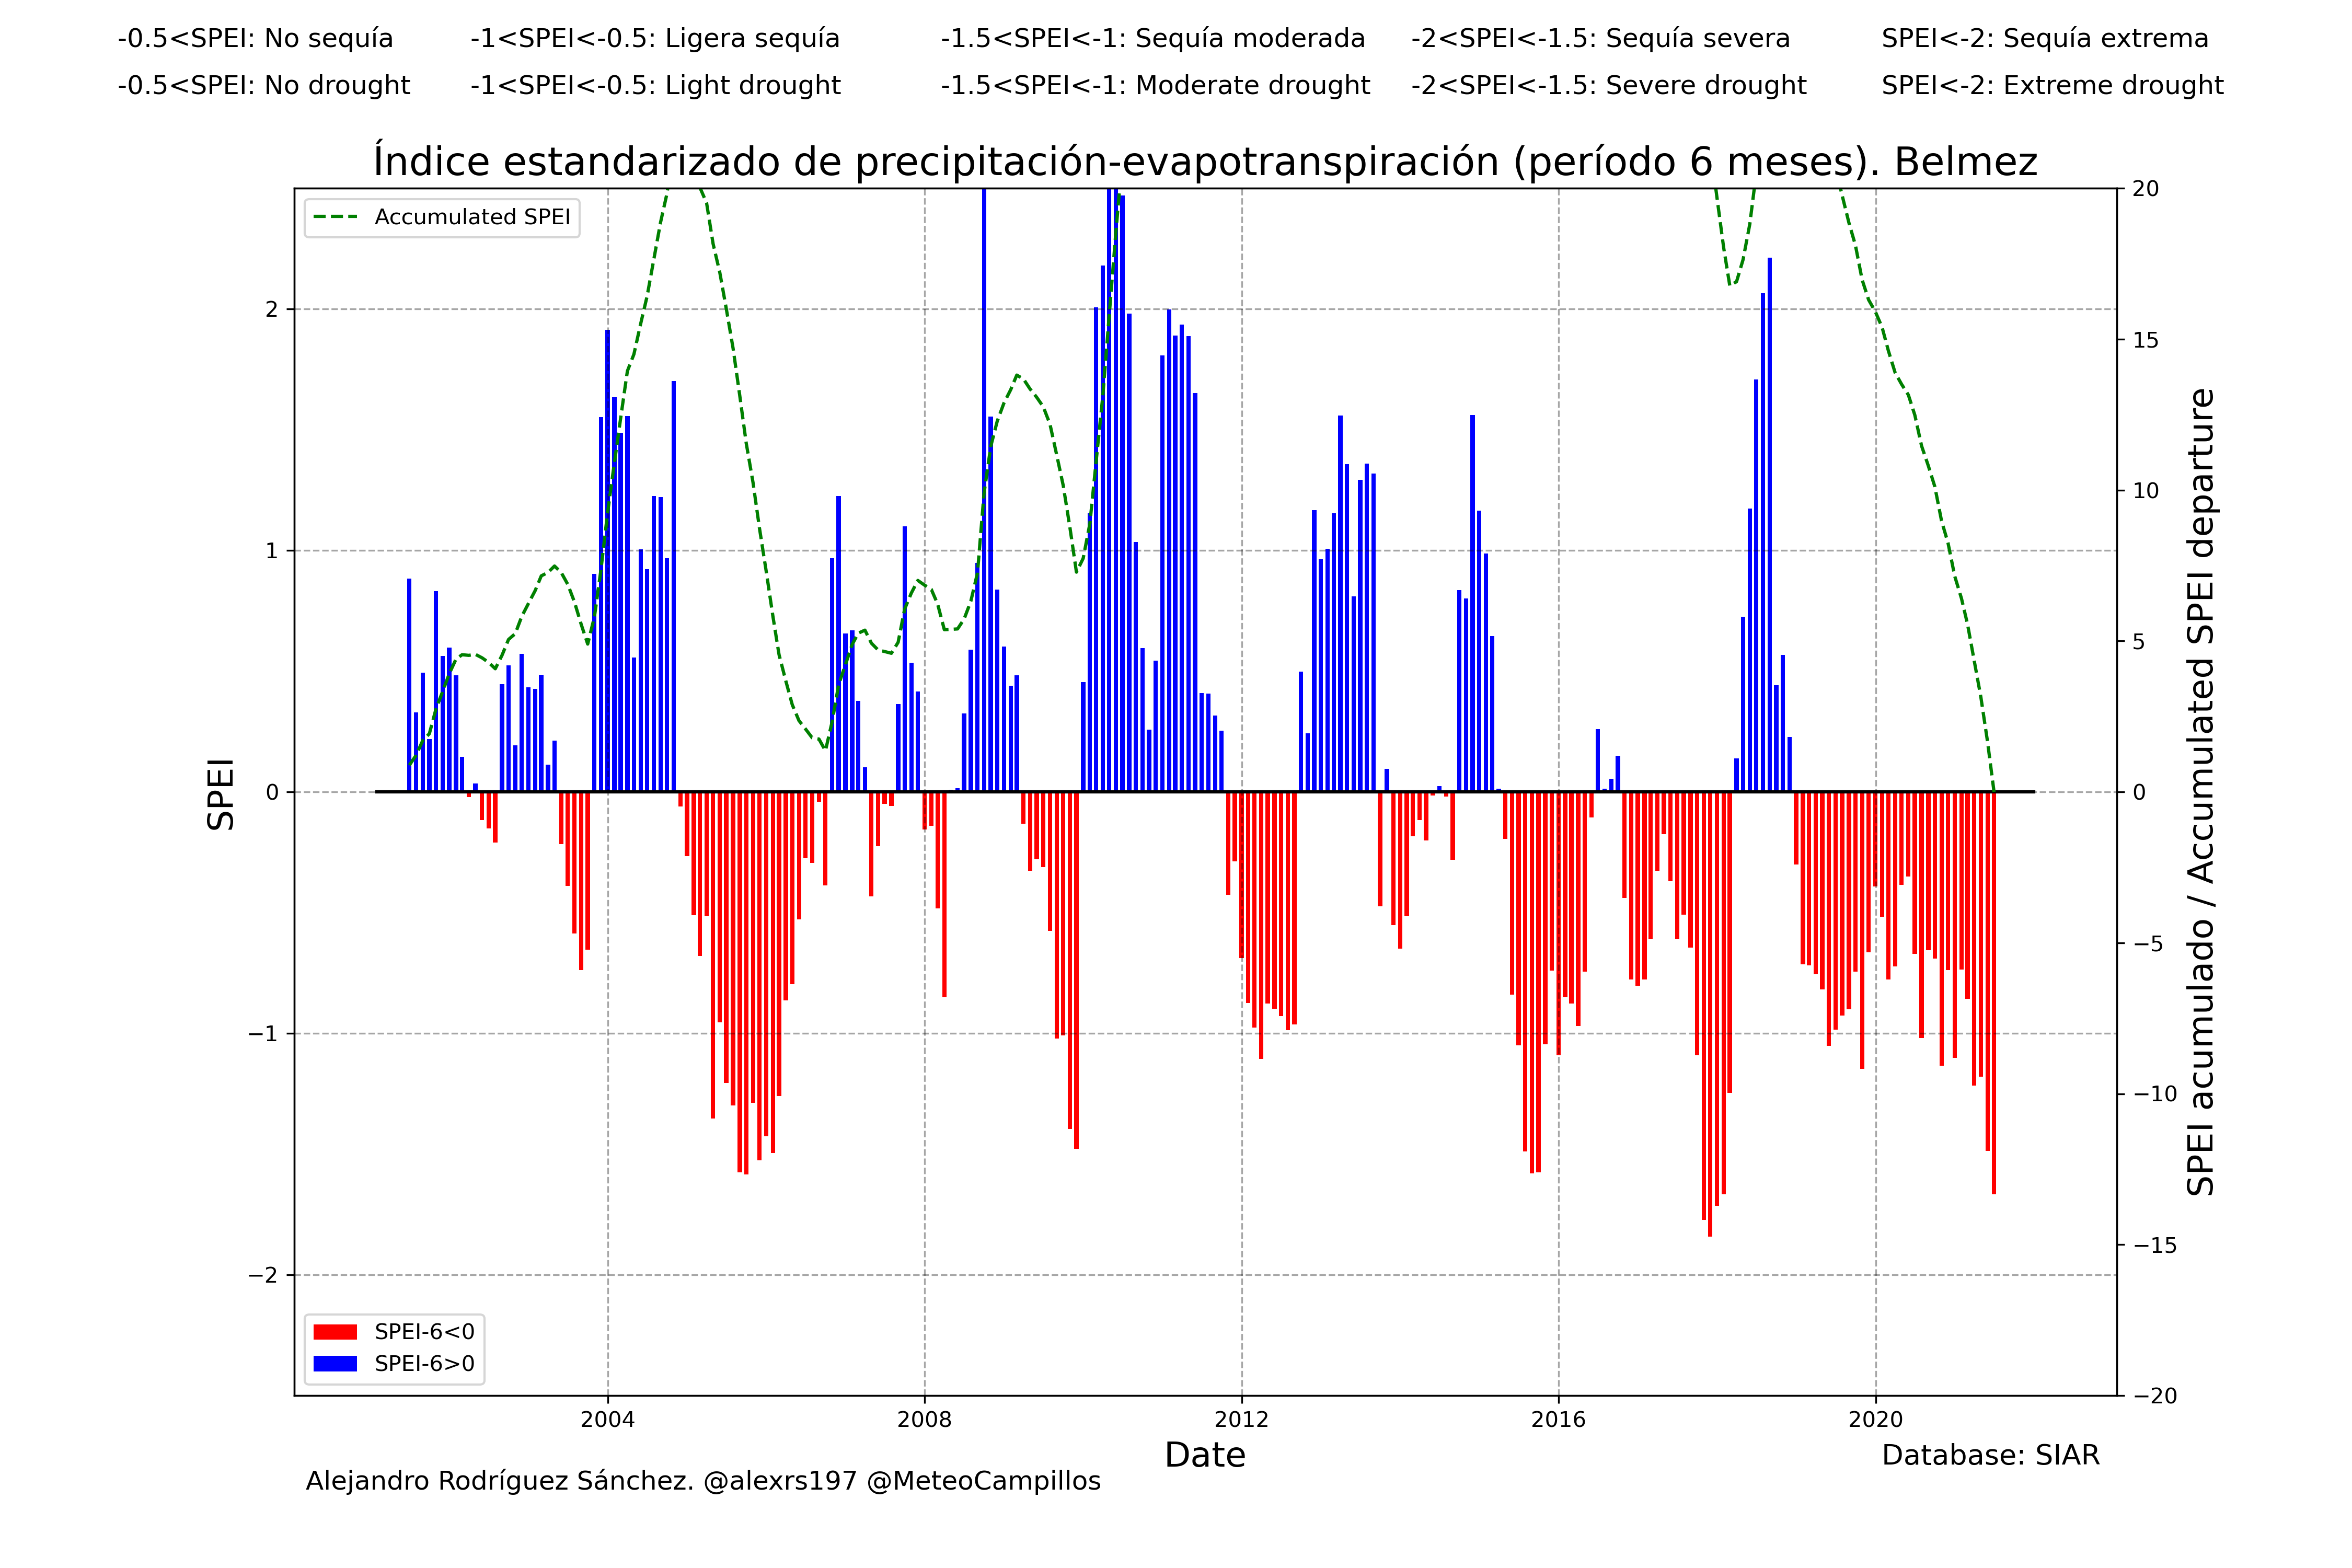 -0.5<SPEI: No sequía -1<SPEI<-0.5: Ligera sequía -1.5<SPEI<-1: Sequía moderada -2<SPEI<-1.5: Sequía severa SPEI<-2: Sequía extrema
-0.5<SPEI: No drought -1<SPEI<-0.5: Light drought -1.5<SPEI<-1: Moderate drought -2<SPEI<-1.5: Severe drought SPEI<-2: Extreme drought
Índice estandarizado de precipitación-evapotranspiración (período 6 meses). Belmez
Accumulated SPEI
SPEI
2
1
0
−1
−2
20
15
10
5
0
−5
−10
−15
−20
SPEI acumulado / Accumulated SPEI departure
SPEI-6<0
SPEI-6>0
2004 2008 2012 2016 2020
Date
Database: SIAR
Alejandro Rodríguez Sánchez. @alexrs197 @MeteoCampillos